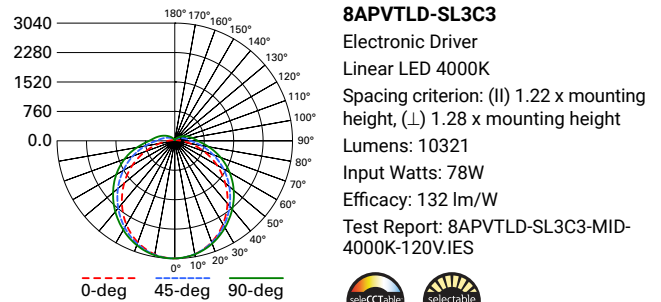 3040
2280
1520
760
0.0
180° 170° 160° 150° 140° 130° 120° 110° 100° 90° 80° 70° 60° 50° 40° 30° 20° 10° 0°
0-deg 45-deg 90-deg
8APVTLD-SL3C3
Electronic Driver
Linear LED 4000K
Spacing criterion: (II) 1.22 x mounting
height, (⊥) 1.28 x mounting height
Lumens: 10321
Input Watts: 78W
Efficacy: 132 lm/W
Test Report: 8APVTLD-SL3C3-MID-
4000K-120V.IES
seleCCTable
selectable